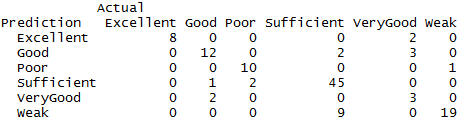 Actual
Prediction Excellent Good Poor Sufficient VeryGood Weak
Excellent 8 0 0 0 2 0
Good 0 12 0 2 3 0
Poor 0 0 10 0 0 1
Sufficient 0 1 2 45 0 0
VeryGood 0 2 0 0 3 0
Weak 0 0 0 9 0 19